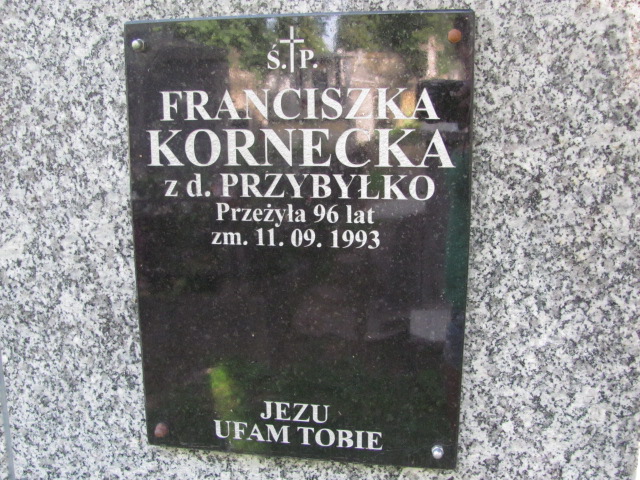 Ś.†P.
FRANCISZKA
KORNECKA
z d. PRZYBYŁKO
Przeżyła 96 lat
zm. 11. 09. 1993
JEZU
UFAM TOBIE